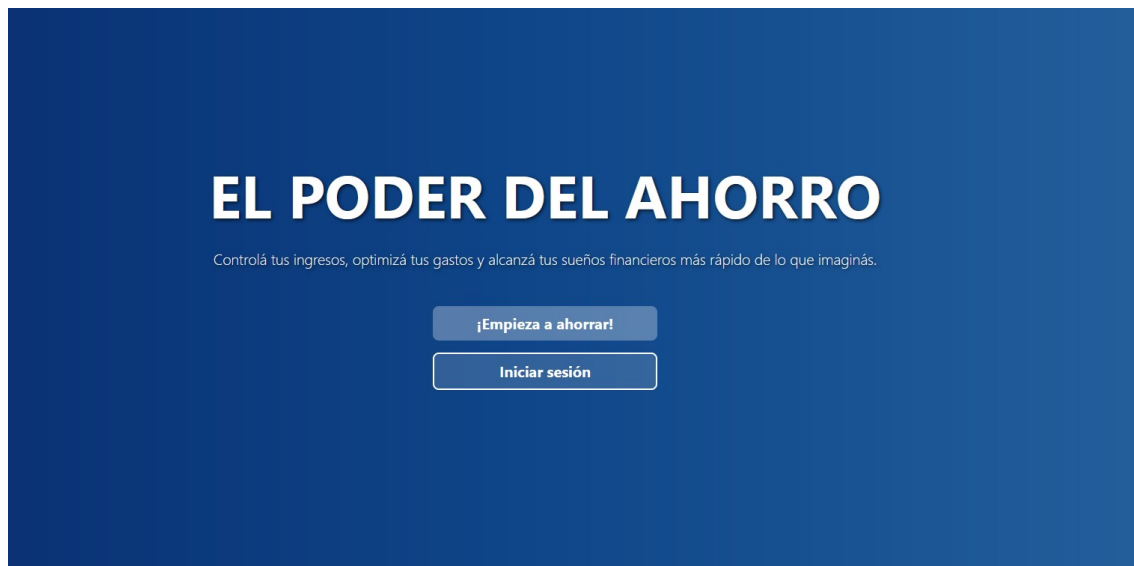 EL PODER DEL AHORRO
Controlá tus ingresos, optimizá tus gastos y alcanzá tus sueños financieros más rápido de lo que imaginás.
¡Empieza a ahorrar!
Iniciar sesión